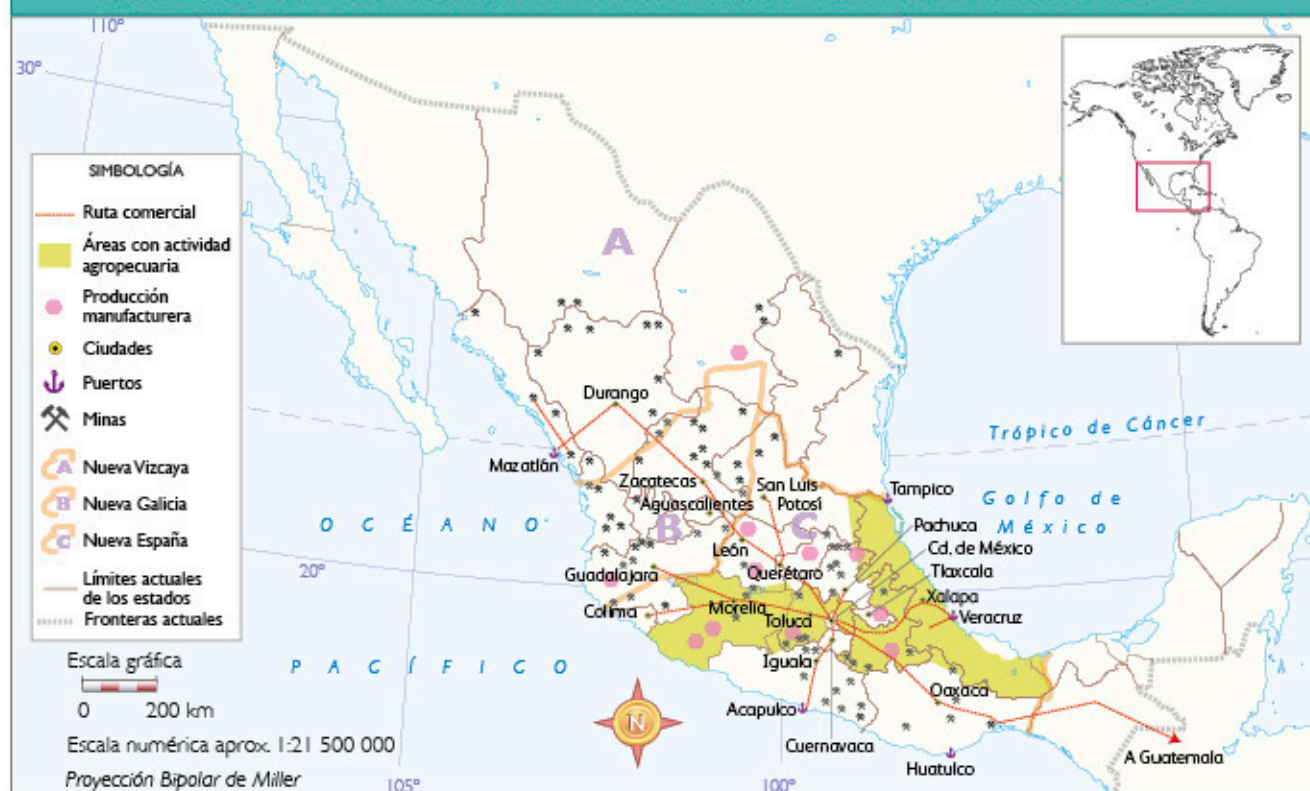 110°
30°
SIMBOLOGÍA
Ruta comercial
Áreas con actividad
agropecuaria
Producción
manufacturera
Ciudades
Puertos
Minas
A Nueva Vizcaya
B Nueva Galicia
C Nueva España
Límites actuales
de los estados
Fronteras actuales
Escala gráfica
0 200 km
Escala numérica aprox. 1:21 500 000
Proyección Bipolar de Miller
A
B
C
Durango
Mazatlán
Zacatecas
Aguascalientes
San Luis
Potosí
Tampico
Pachuca
Cd. de México
Tlaxcala
Xalapa
Veracruz
León
Querétaro
Guadalajara
Colima
Morelia
Toluca
Iguala
Oaxaca
Acapulco
Cuernavaca
Huatulco
A Guatemala
Trópico de Cáncer
Golfo de
México
OCÉANO
PACÍFICO
20°
N
105°
100°